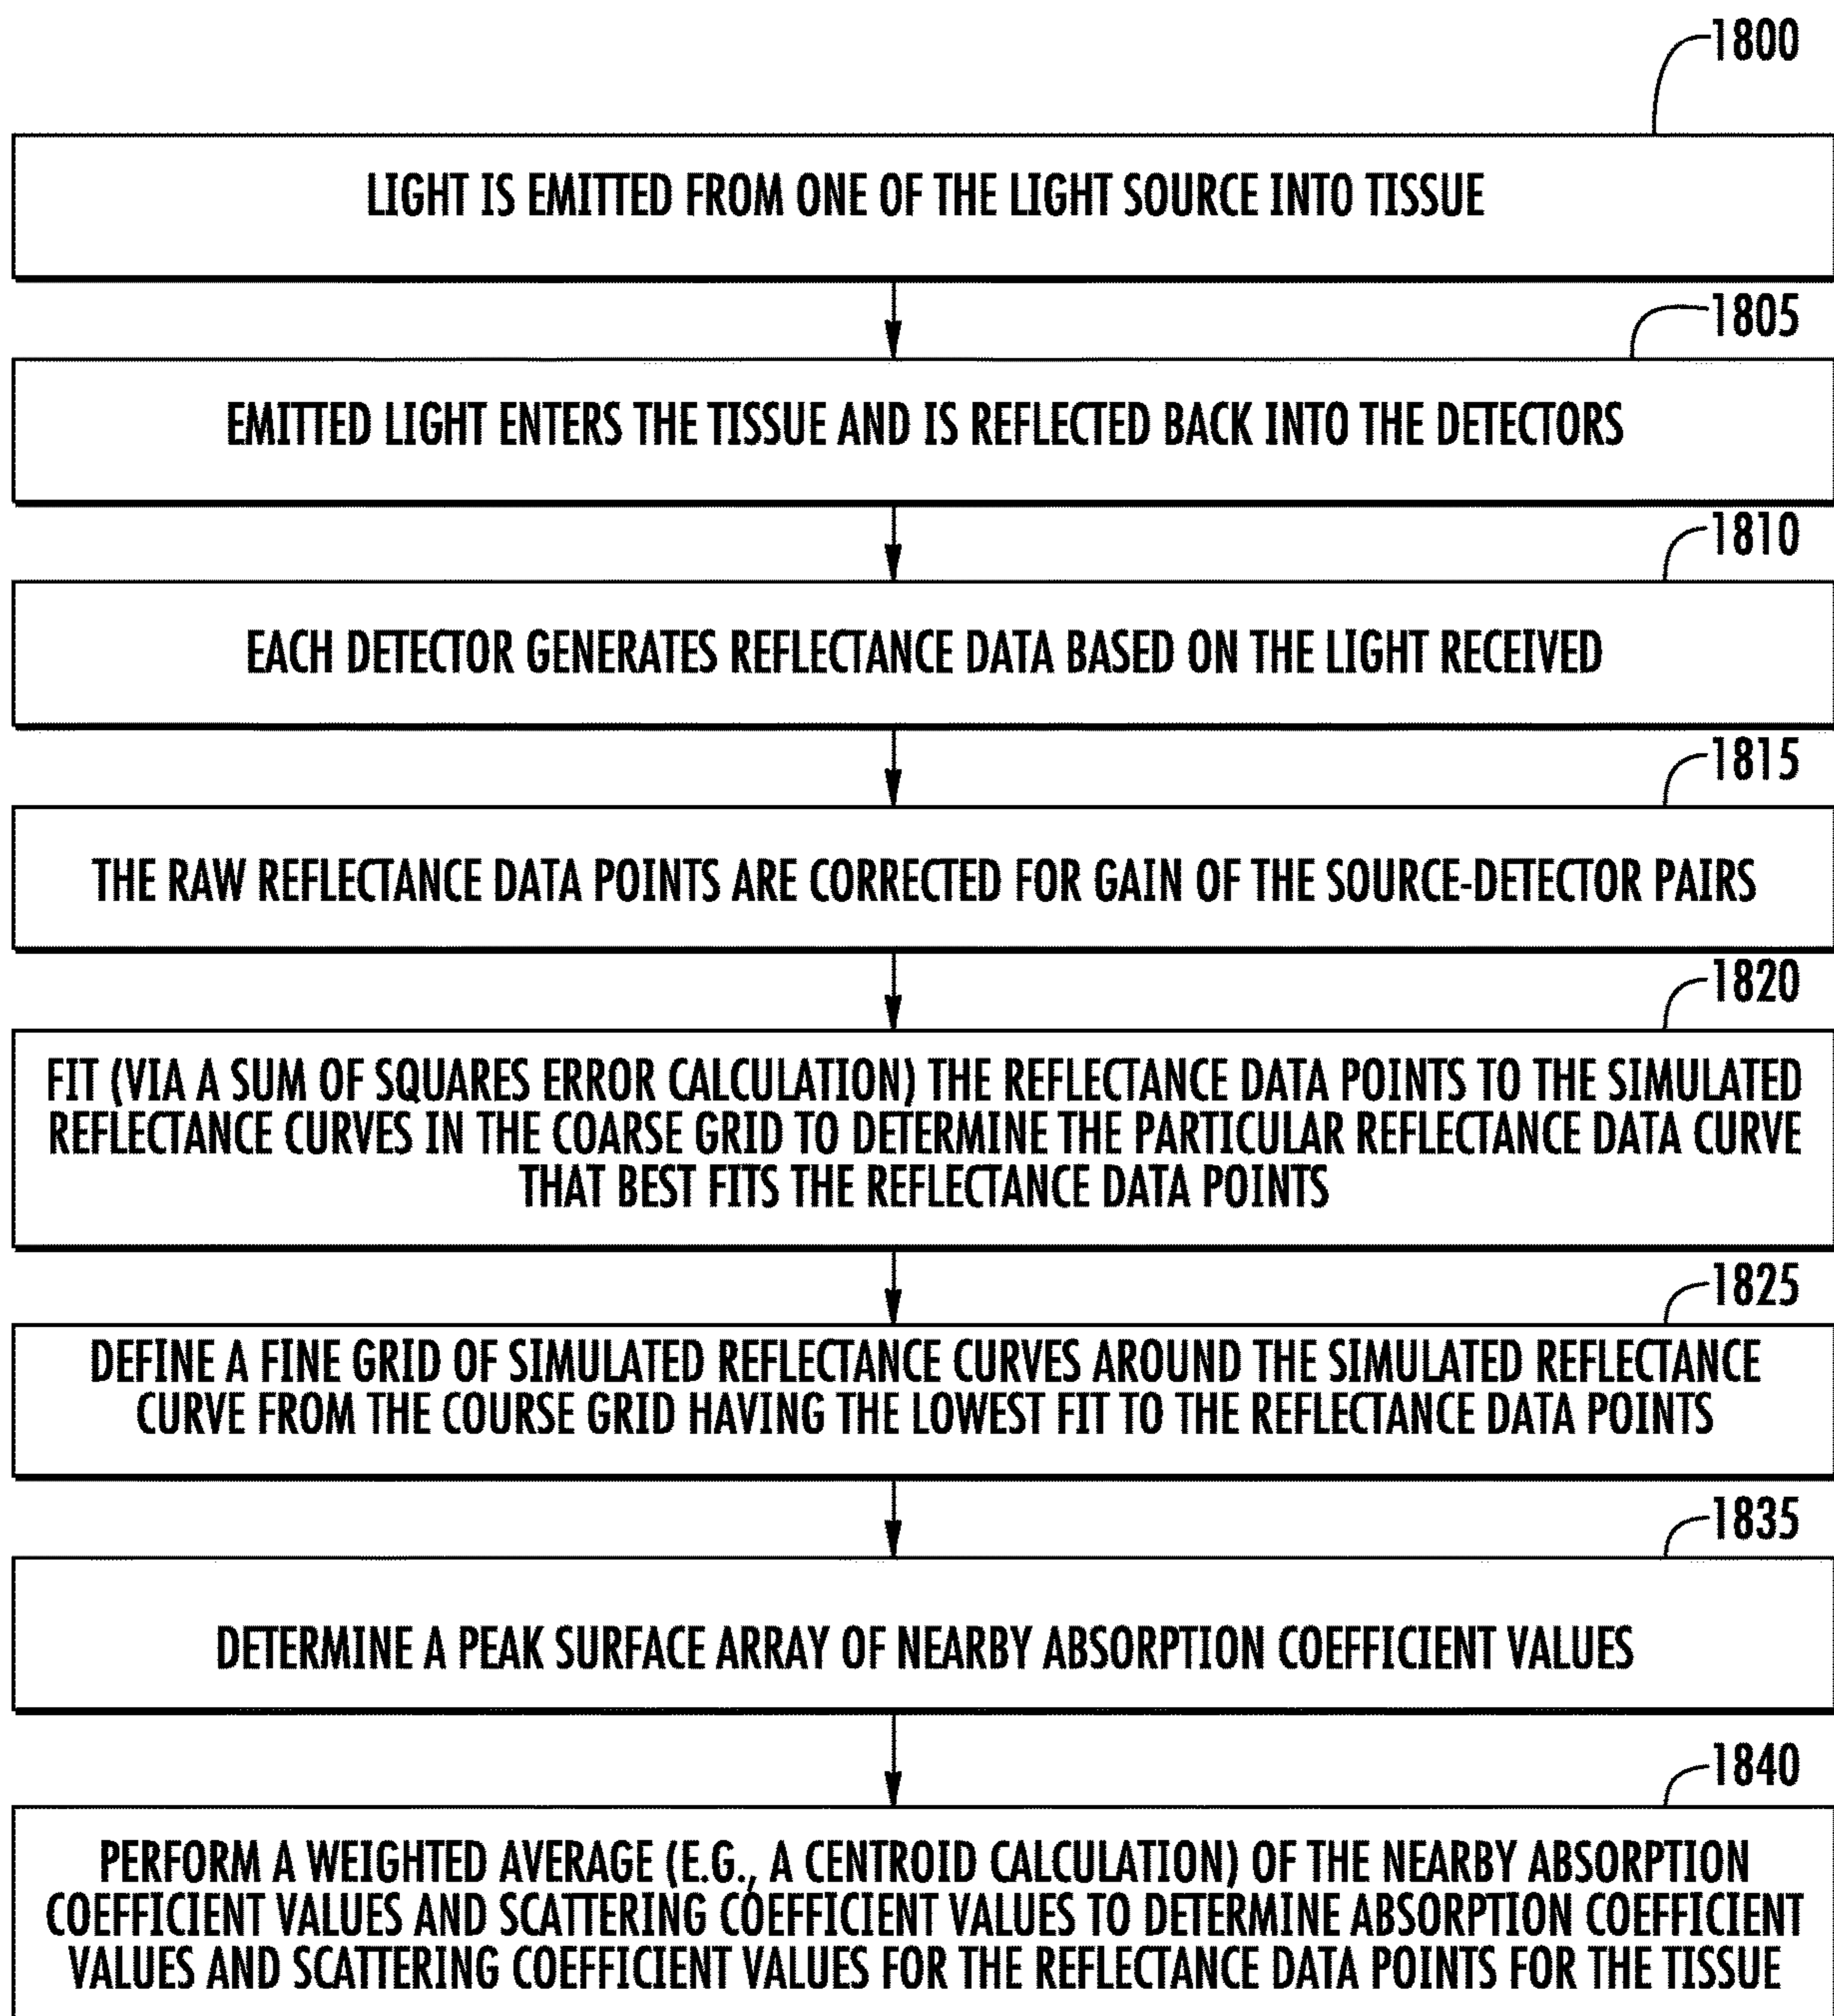 1800
LIGHT IS EMITTED FROM ONE OF THE LIGHT SOURCE INTO TISSUE
1805
EMITTED LIGHT ENTERS THE TISSUE AND IS REFLECTED BACK INTO THE DETECTORS
1810
EACH DETECTOR GENERATES REFLECTANCE DATA BASED ON THE LIGHT RECEIVED
1815
THE RAW REFLECTANCE DATA POINTS ARE CORRECTED FOR GAIN OF THE SOURCE-DETECTOR PAIRS
1820
FIT (VIA A SUM OF SQUARES ERROR CALCULATION) THE REFLECTANCE DATA POINTS TO THE SIMULATED
REFLECTANCE CURVES IN THE COARSE GRID TO DETERMINE THE PARTICULAR REFLECTANCE DATA CURVE
THAT BEST FITS THE REFLECTANCE DATA POINTS
1825
DEFINE A FINE GRID OF SIMULATED REFLECTANCE CURVES AROUND THE SIMULATED REFLECTANCE
CURVE FROM THE COURSE GRID HAVING THE LOWEST FIT TO THE REFLECTANCE DATA POINTS
1835
DETERMINE A PEAK SURFACE ARRAY OF NEARBY ABSORPTION COEFFICIENT VALUES
1840
PERFORM A WEIGHTED AVERAGE (E.G., A CENTROID CALCULATION) OF THE NEARBY ABSORPTION
COEFFICIENT VALUES AND SCATTERING COEFFICIENT VALUES TO DETERMINE ABSORPTION COEFFICIENT
VALUES AND SCATTERING COEFFICIENT VALUES FOR THE REFLECTANCE DATA POINTS FOR THE TISSUE